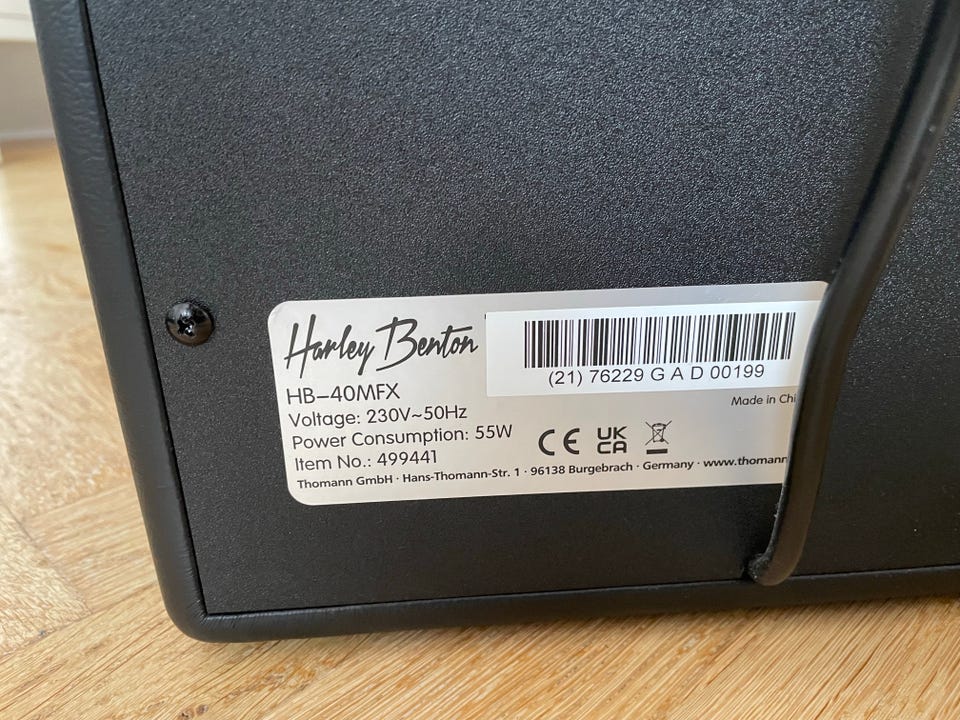 Harley Benton
(21) 76229 G A D 00199
HB-40MFX
Made in Chi
Voltage: 230V~50Hz
Power Consumption: 55W
CE UK CA
Item No.: 499441
Thomann GmbH · Hans-Thomann-Str. 1 · 96138 Burgebrach · Germany · www.thomann